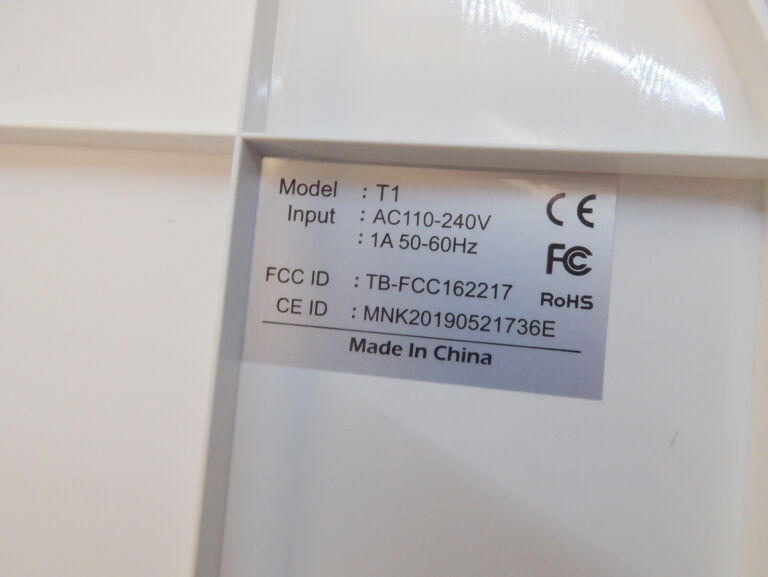 Model : T1
Input : AC110-240V
: 1A 50-60Hz
CE
FC
FCC ID : TB-FCC162217
RoHS
CE ID : MNK20190521736E
Made In China